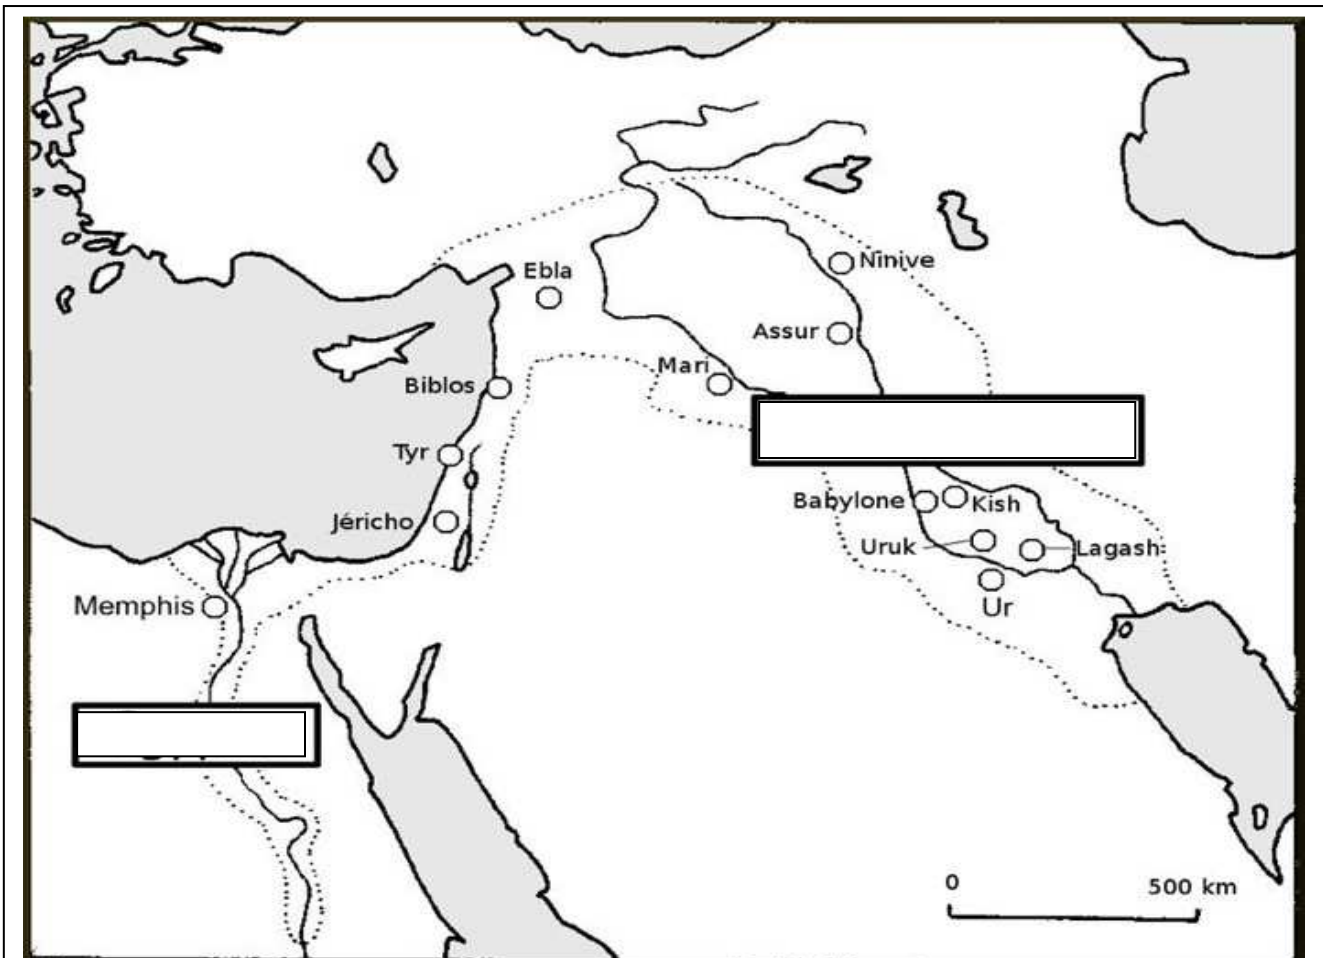 Ebla
Ninive
Assur
Mari
Biblos
Tyr
Babylone
Kish
Jéricho
Uruk
Lagash
Memphis
Ur
0
500 km